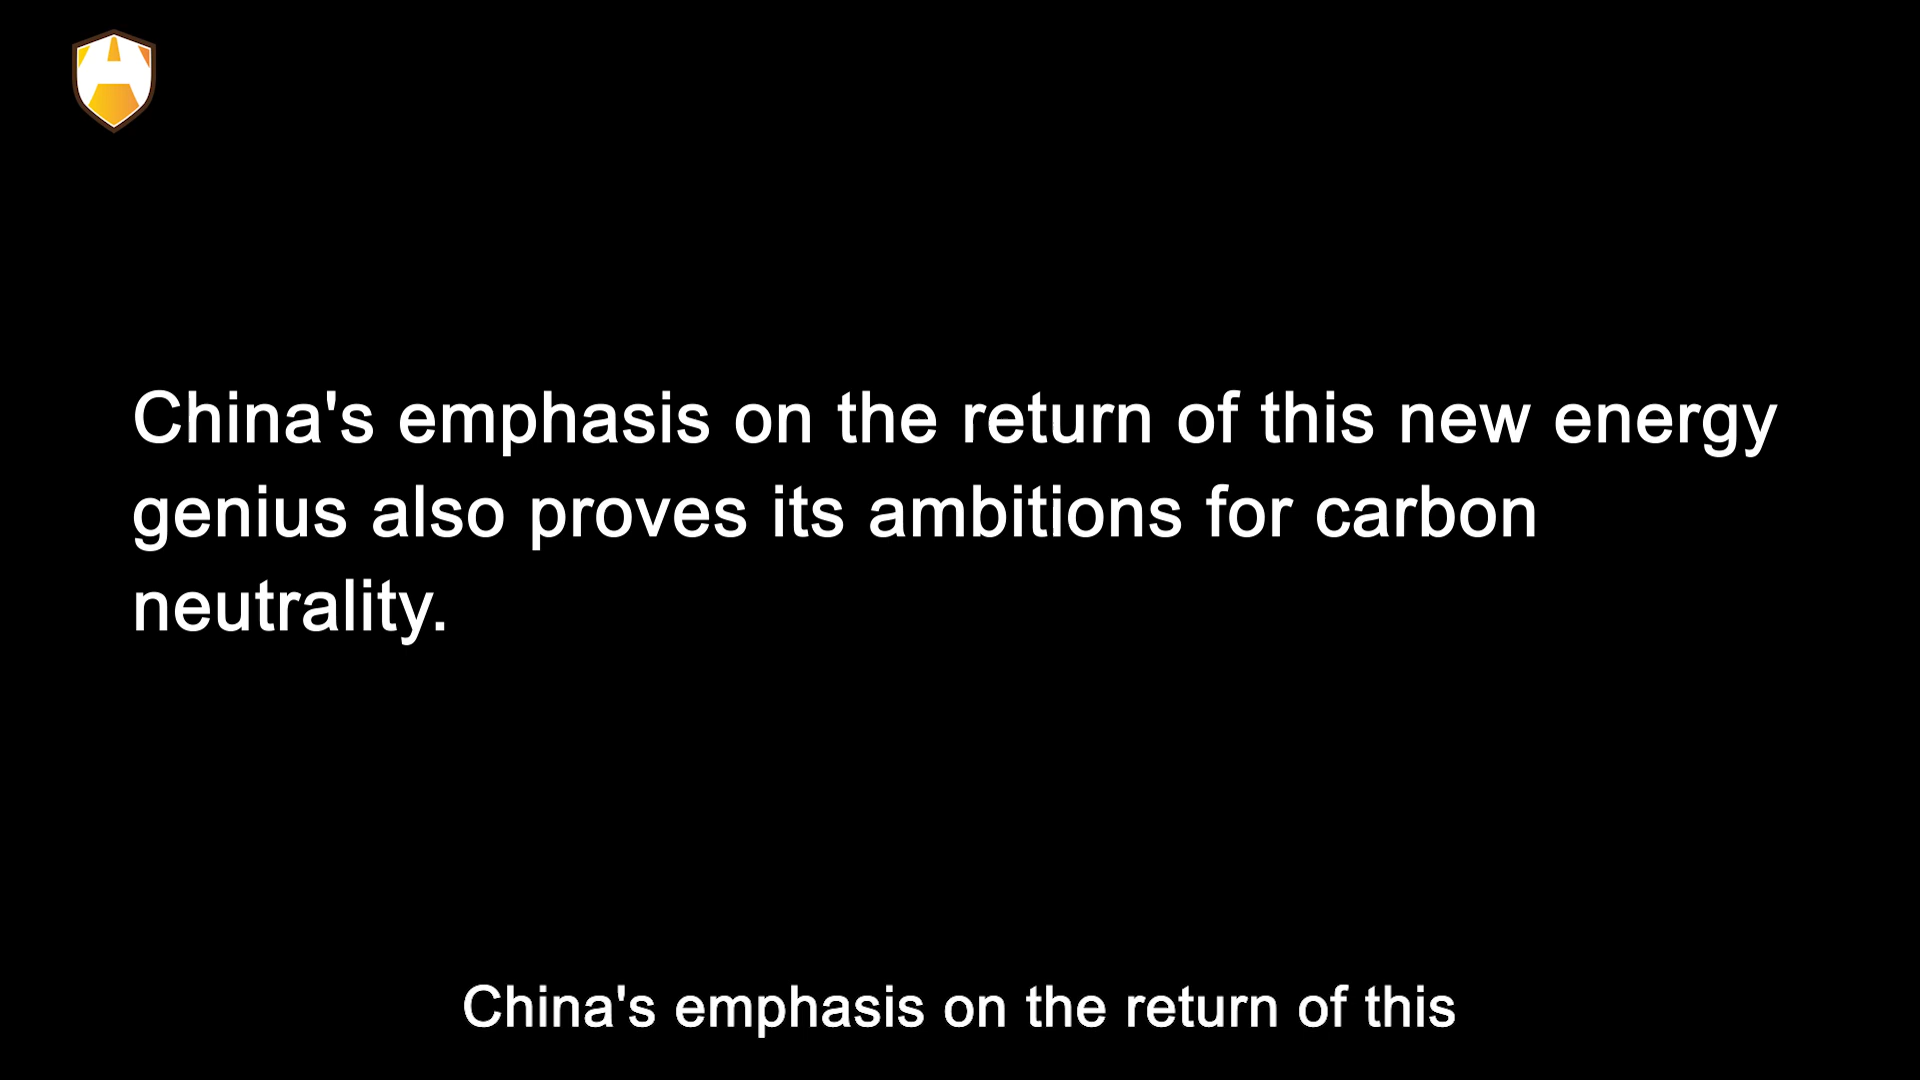 China's emphasis on the return of this new energy
genius also proves its ambitions for carbon
neutrality.
China's emphasis on the return of this